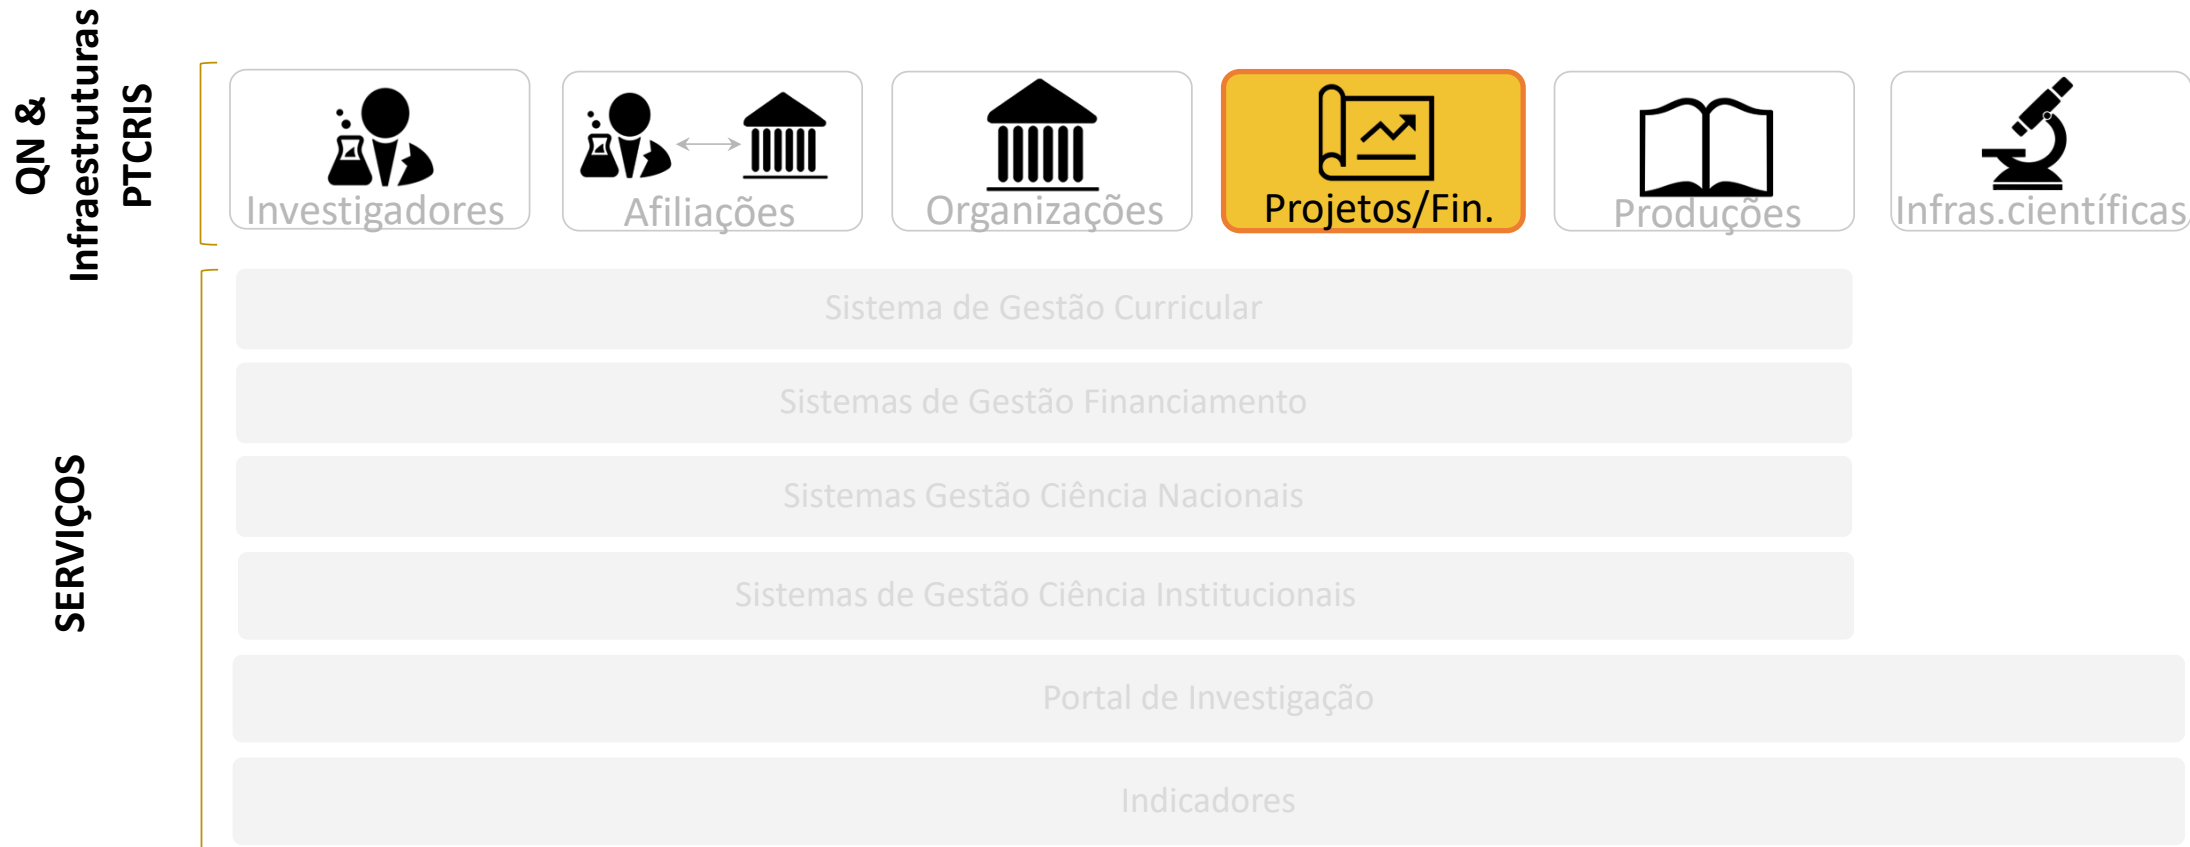 QN &
Infraestruturas
PTCRIS
Investigadores
Afiliações
Organizações
Projetos/Fin.
Produções
Infras.científicas.
SERVIÇOS
Sistema de Gestão Curricular
Sistemas de Gestão Financiamento
Sistemas Gestão Ciência Nacionais
Sistemas de Gestão Ciência Institucionais
Portal de Investigação
Indicadores